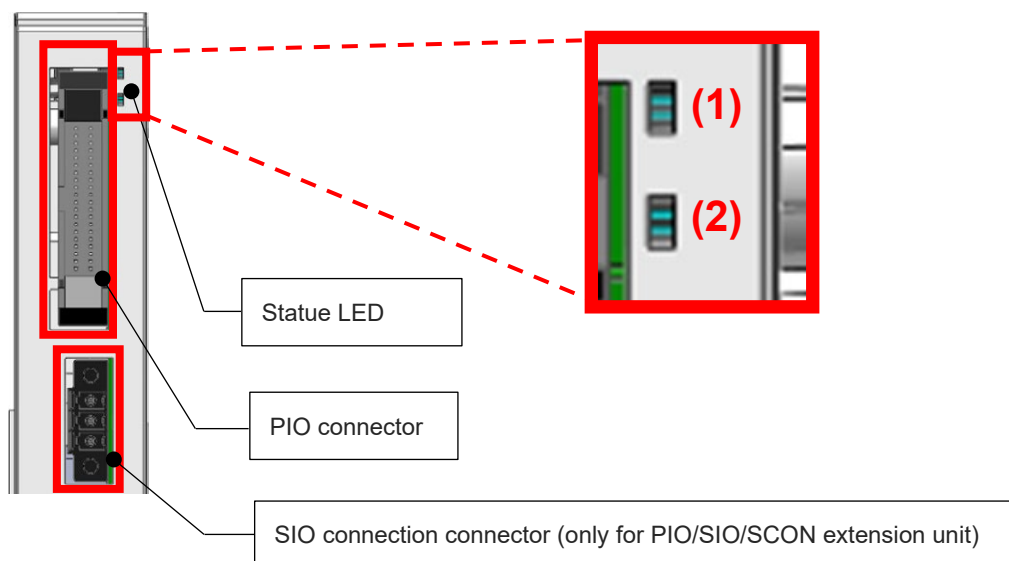 (1)
(2)
Statue LED
PIO connector
SIO connection connector (only for PIO/SIO/SCON extension unit)